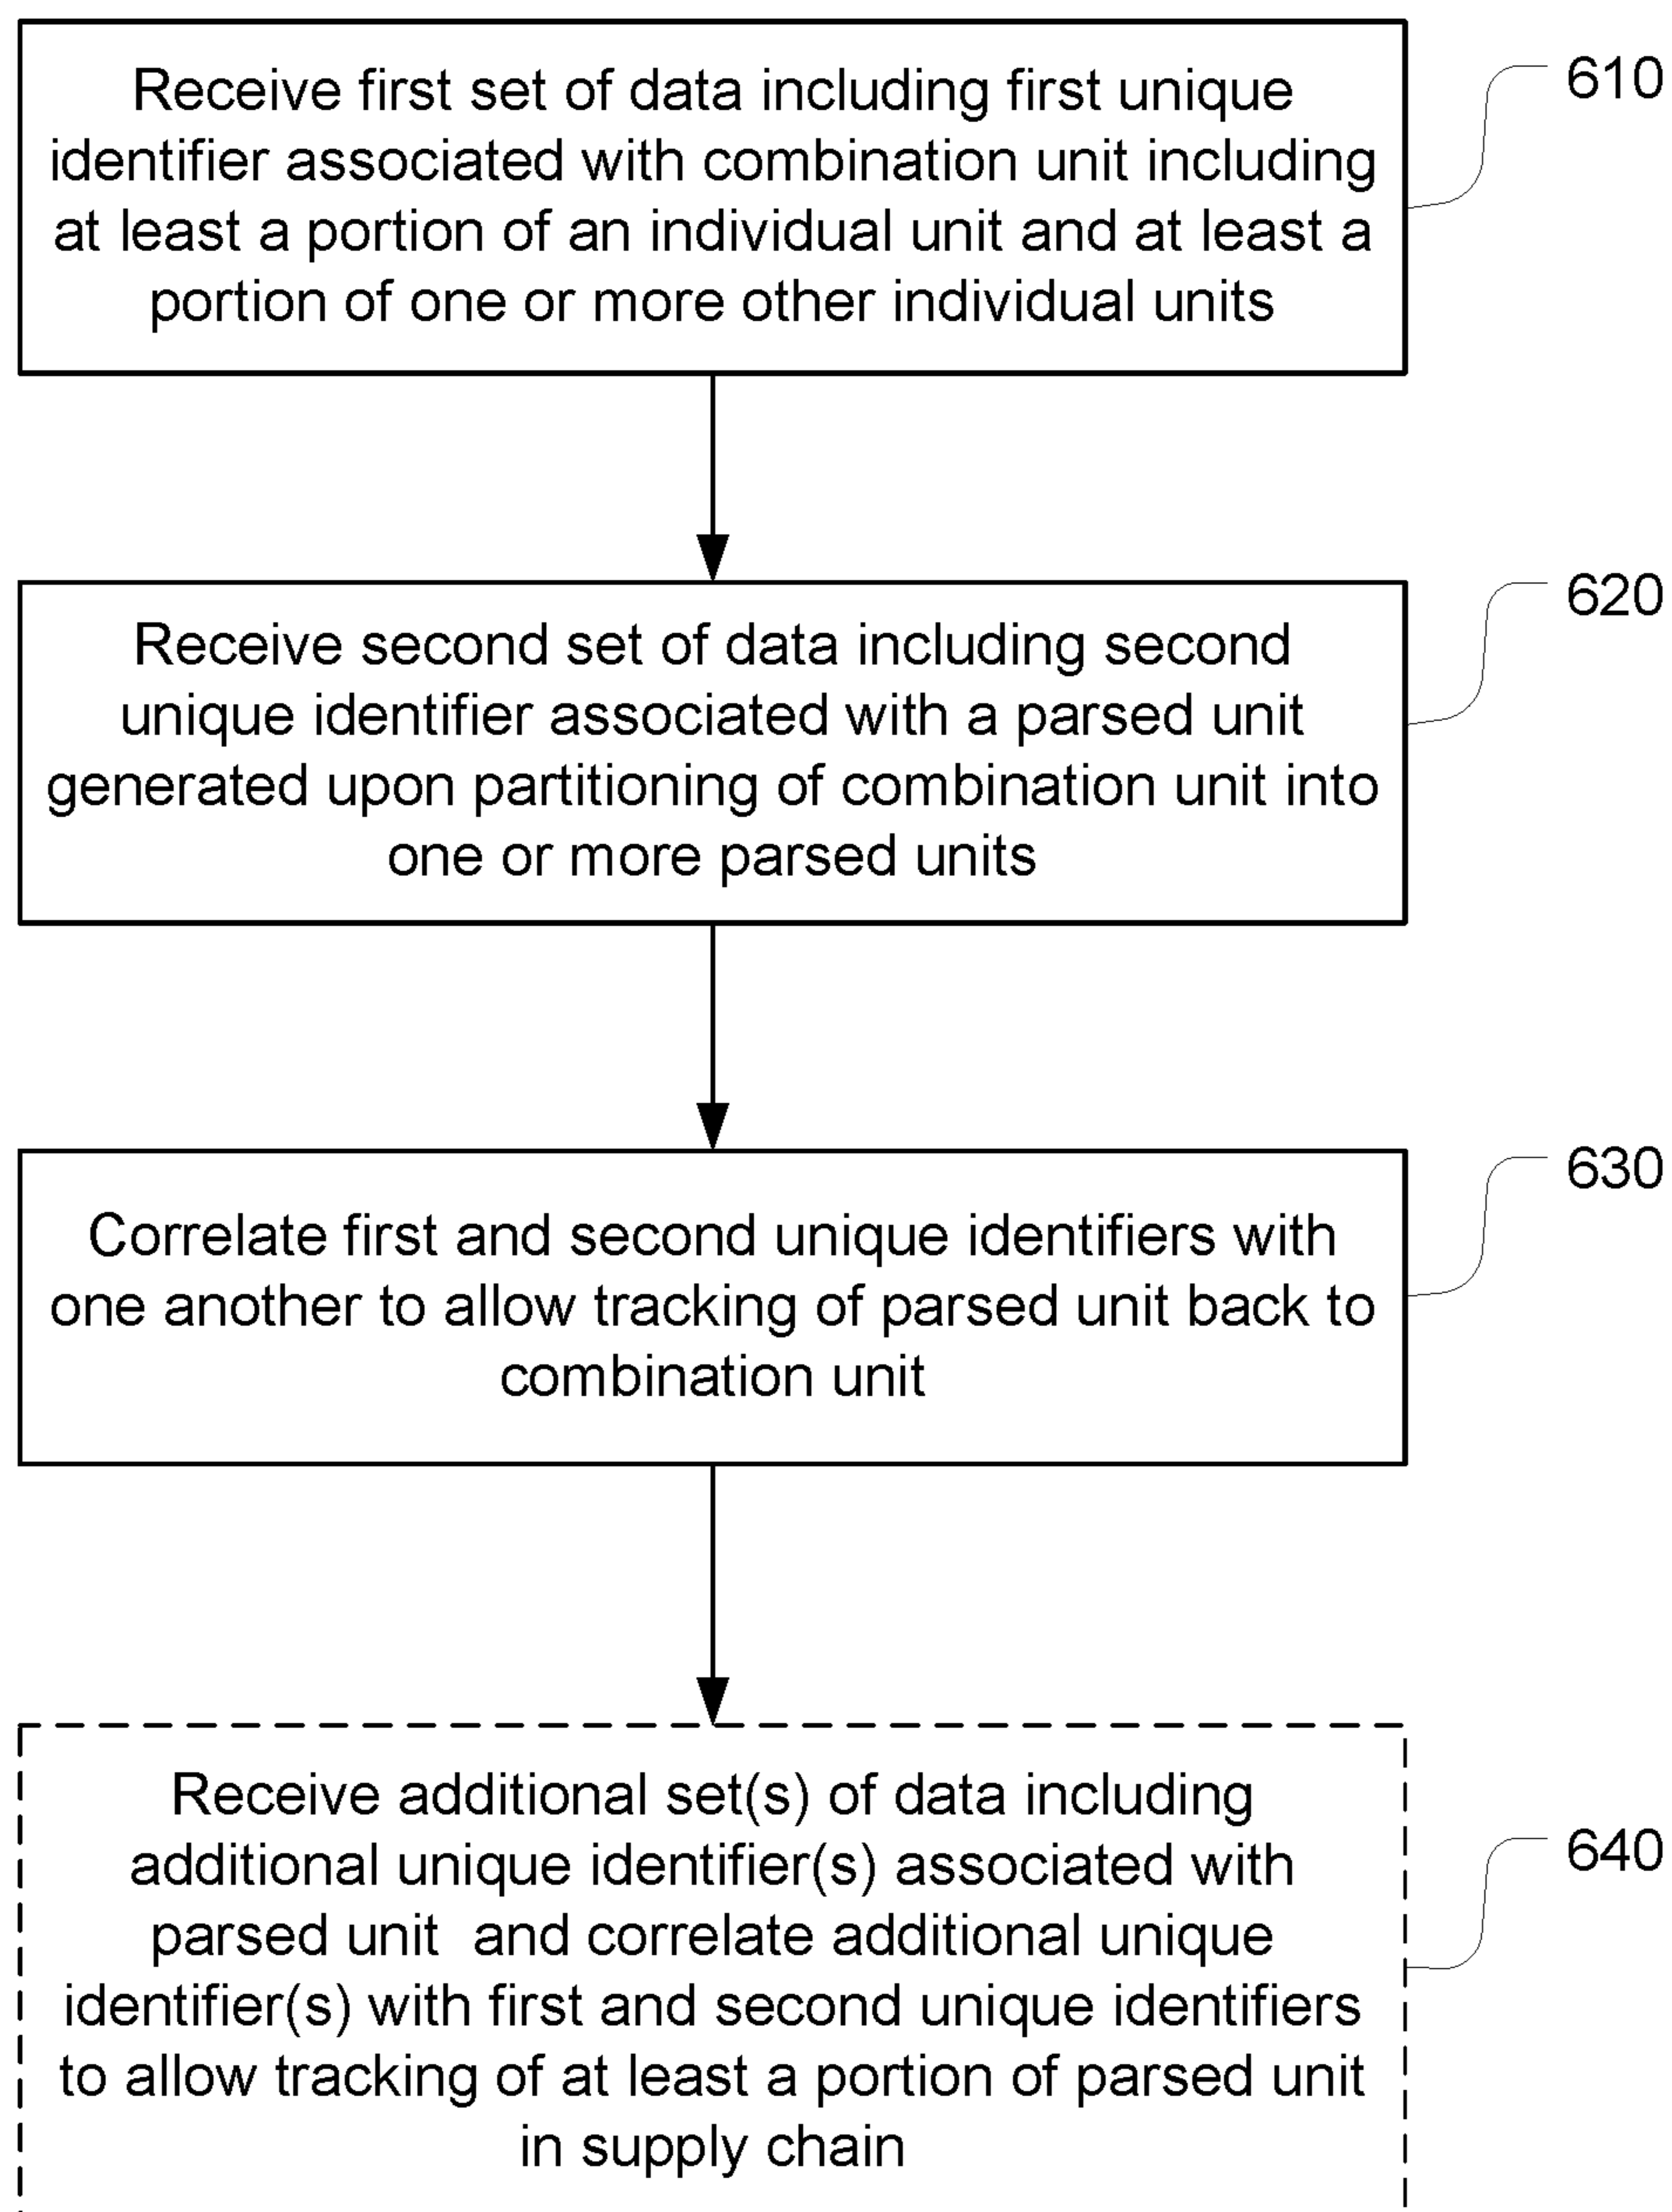 Receive first set of data including first unique
identifier associated with combination unit including
at least a portion of an individual unit and at least a
portion of one or more other individual units
610
Receive second set of data including second
unique identifier associated with a parsed unit
generated upon partitioning of combination unit into
one or more parsed units
620
Correlate first and second unique identifiers with
one another to allow tracking of parsed unit back to
combination unit
630
Receive additional set(s) of data including
additional unique identifier(s) associated with
parsed unit  and correlate additional unique
identifier(s) with first and second unique identifiers
to allow tracking of at least a portion of parsed unit
in supply chain
640